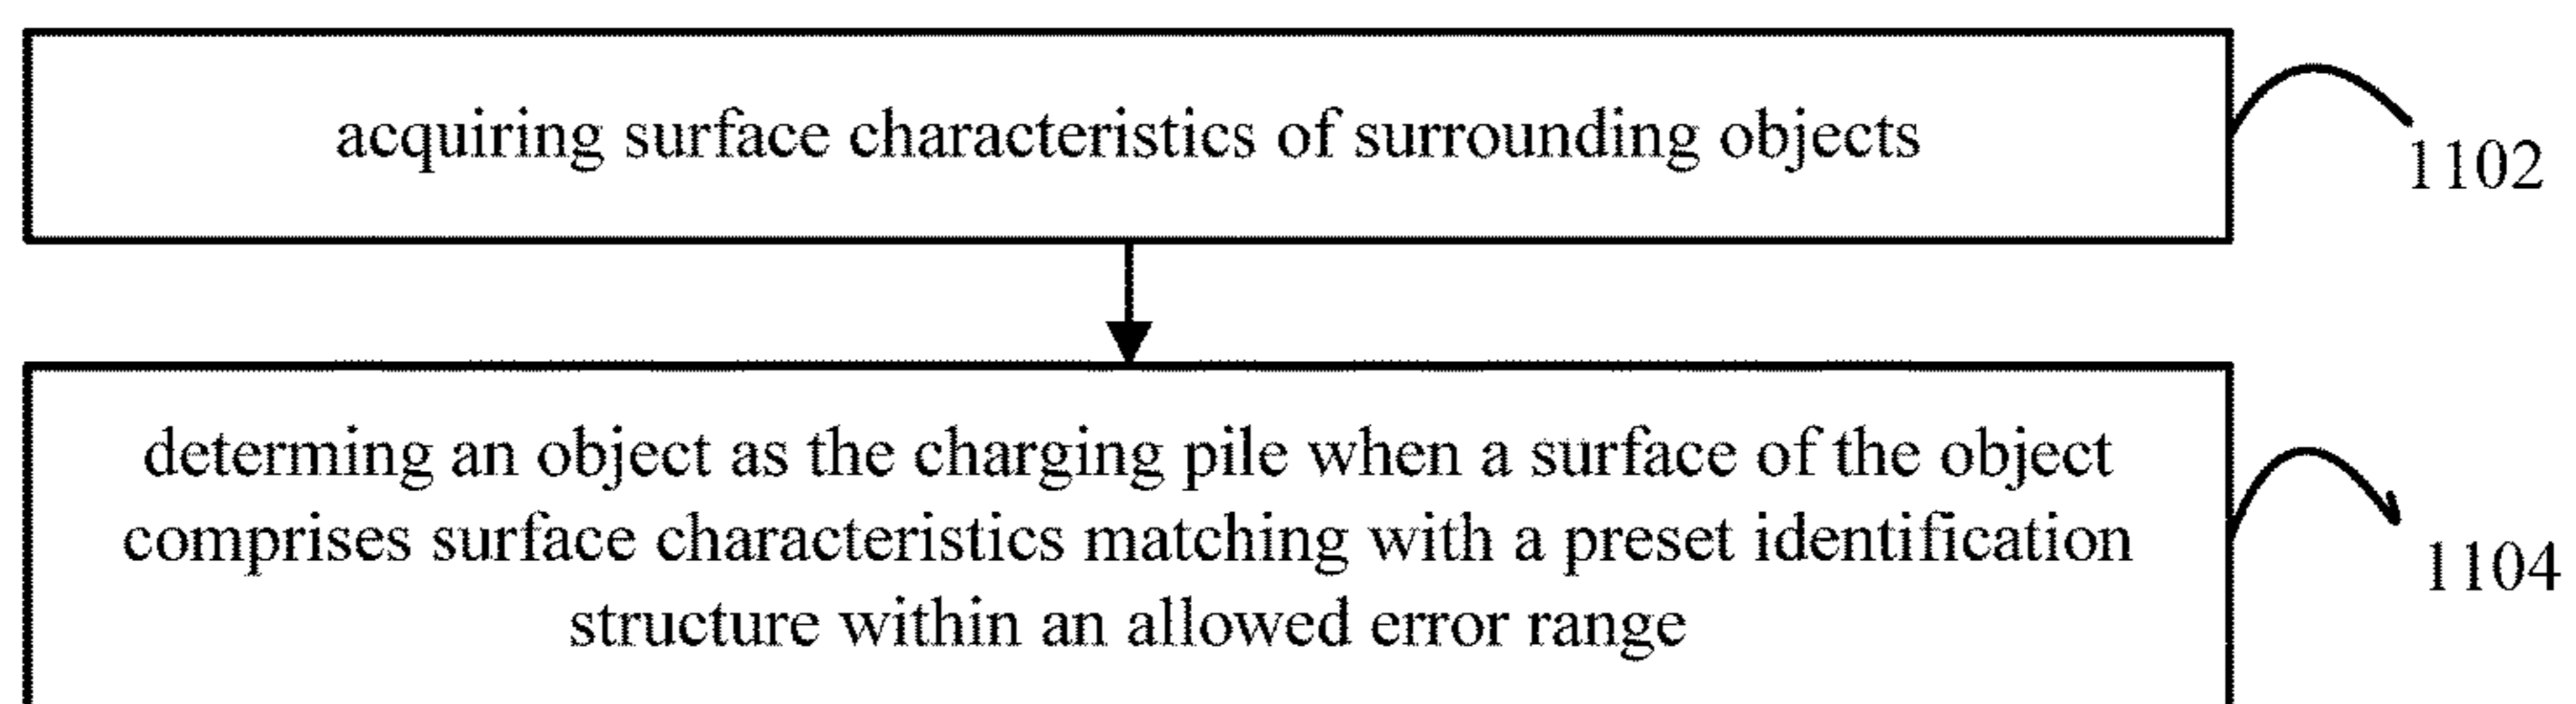 acquiring surface characteristics of surrounding objects
1102
determing an object as the charging pile when a surface of the object
comprises surface characteristics matching with a preset identification
structure within an allowed error range
1104